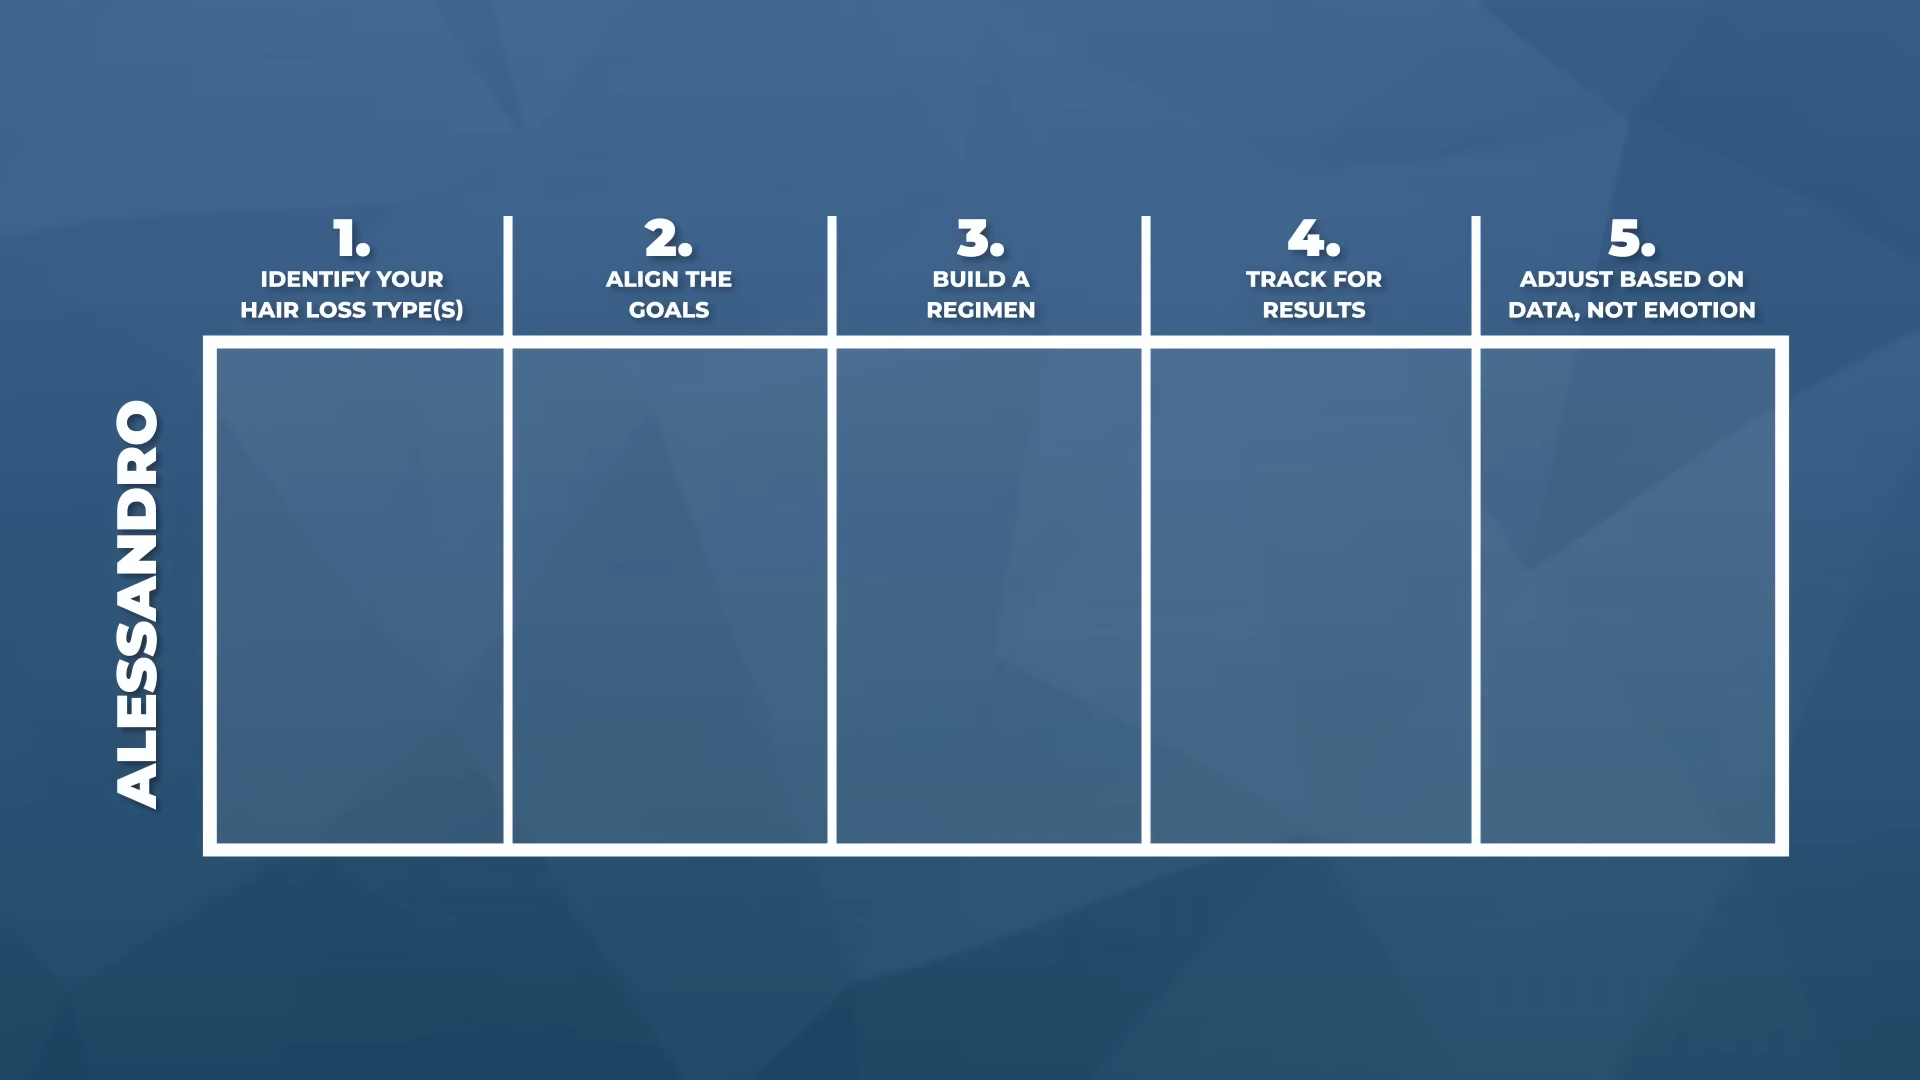 1.
IDENTIFY YOUR
HAIR LOSS TYPE(S)
2.
ALIGN THE
GOALS
3.
BUILD A
REGIMEN
4.
TRACK FOR
RESULTS
5.
ADJUST BASED ON
DATA, NOT EMOTION
ALESSANDRO